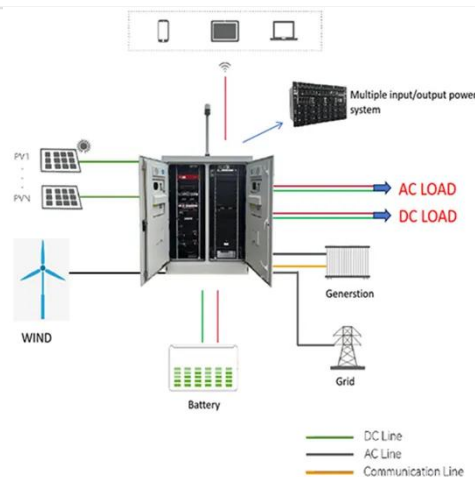 Multiple input/output power
system
PV1
PVN
AC LOAD
DC LOAD
WIND
Generstion
Battery
Grid
DC Line
AC Line
Communication Line